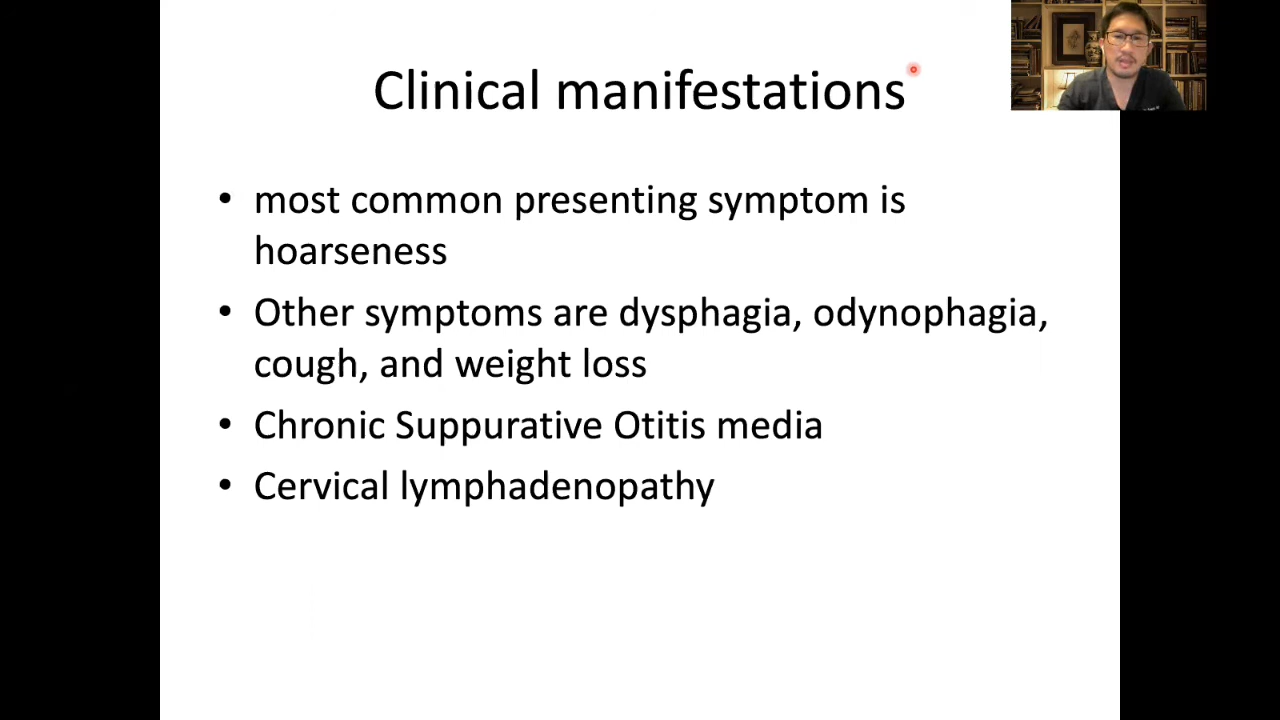 Clinical manifestations
• most common presenting symptom is
hoarseness
• Other symptoms are dysphagia, odynophagia,
cough, and weight loss
• Chronic Suppurative Otitis media
• Cervical lymphadenopathy